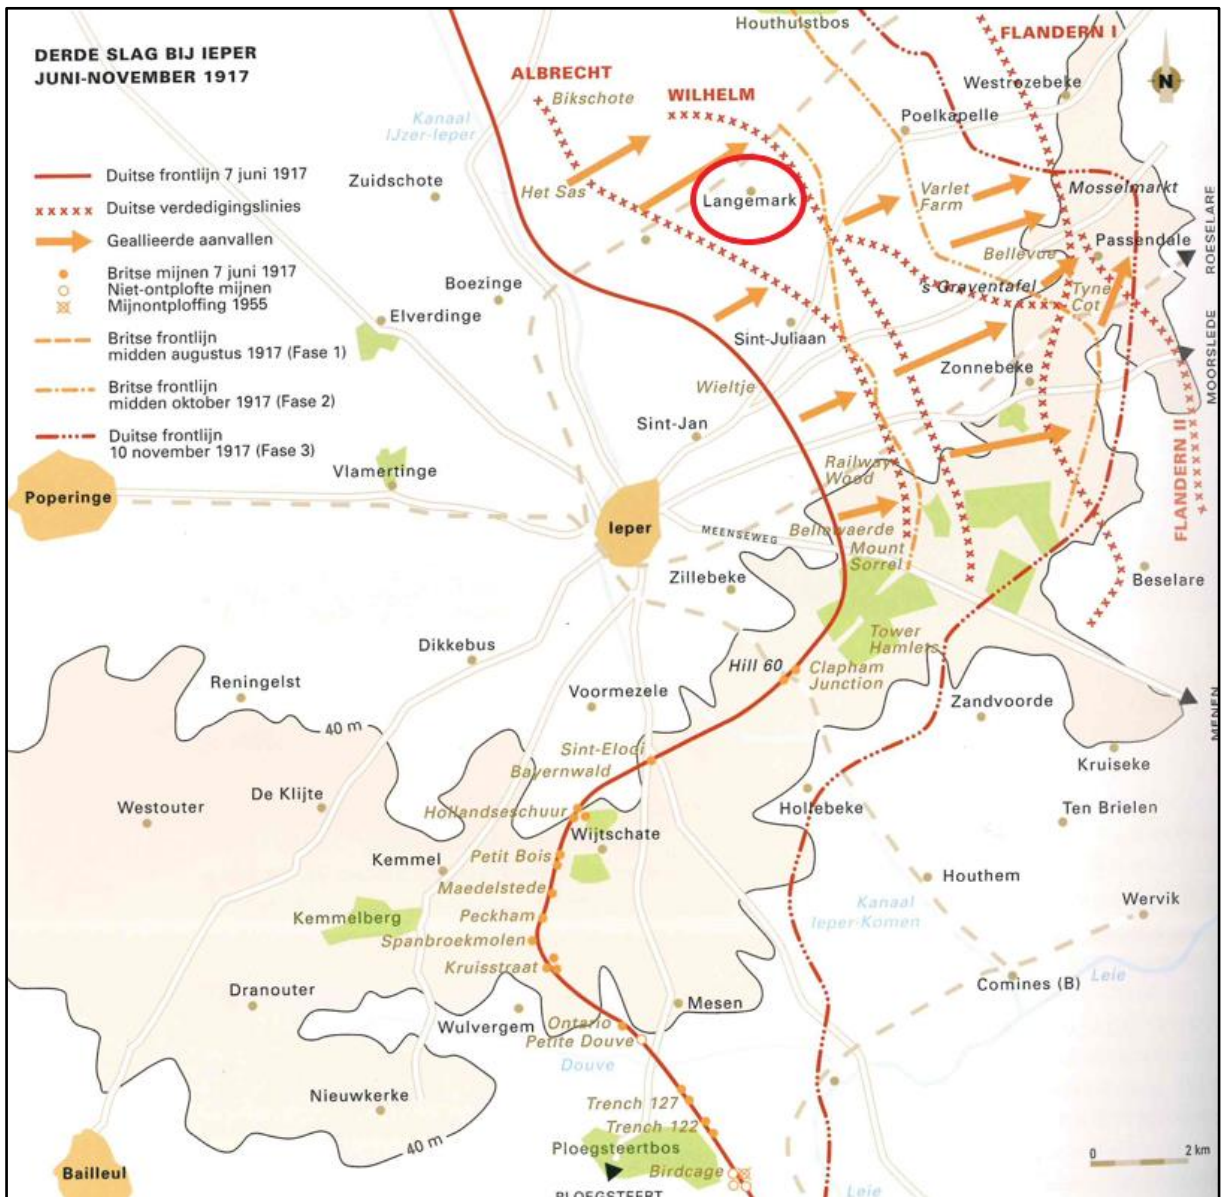 DERDE SLAG BIJ IEPER
JUNI-NOVEMBER 1917
Duitse frontlijn 7 juni 1917
Duitse verdedigingslinies
Geallieerde aanvallen
Britse mijnen 7 juni 1917
Niet-ontplofte mijnen
Mijnontploffing 1955
Britse frontlijn
midden augustus 1917 (Fase 1)
Britse frontlijn
midden oktober 1917 (Fase 2)
Duitse frontlijn
10 november 1917 (Fase 3)
Houthulstbos
FLANDERN I
ALBRECHT
Bikschote
WILHELM
Westrozebeke
N
Kanaal
IJzer-Ieper
Poelkapelle
Zuidschote
Het Sas
Langemark
Varlet
Farm
Mosselmarkt
ROESELARE
Passendale
Bellevue
Boezinge
's Graventafel
Tyne
Cot
Elverdinge
Sint-Juliaan
MOORSLEDE
Zonnebeke
Wieltje
Sint-Jan
Vlamertinge
Railway
Wood
FLANDERN II
Poperinge
Ieper
MEENSEWEG
Bellewaerde
Mount
Sorrel
Zillebeke
Beselare
Tower
Hamlets
Dikkebus
Hill 60
Clapham
Junction
Reningelst
Voormezele
Zandvoorde
MENEN
40 m
Sint-Elooi
Bayernwald
Kruiseke
Westouter
De Klijte
Hollandseschuur
Hollebeke
Ten Brielen
Wijtschate
Kemmel
Petit Bois
Maedelstede
Houthem
Kemmelberg
Peckham
Kanaal
Ieper-Komen
Wervik
Spanbroekmolen
Kruisstraat
Comines (B)
Leie
Dranouter
Mesen
Wulvergem
Ontario
Petite Douve
Douve
Nieuwkerke
Trench 127
Trench 122
40 m
Ploegsteertbos
0 2 km
Bailleul
Birdcage
PLOEGSTEERT
Leie